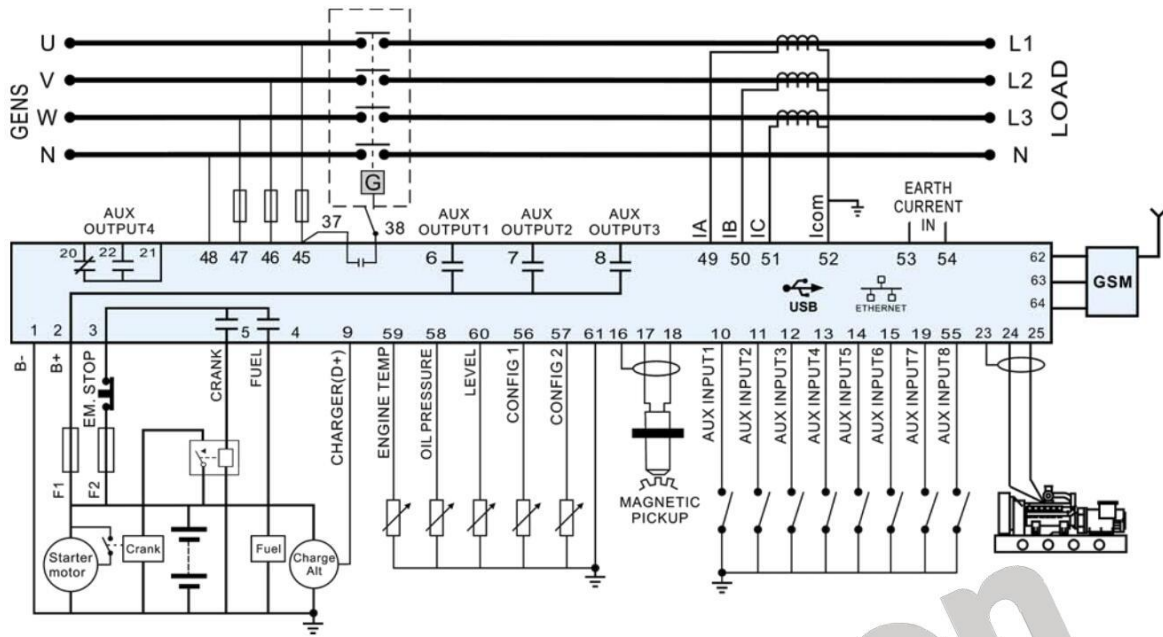 GENS
U
V
W
N
L1
L2
L3
N
LOAD
G
AUX
OUTPUT4
37
38
AUX
OUTPUT1
AUX
OUTPUT2
AUX
OUTPUT3
IA
IB
IC
Icom
EARTH
CURRENT
IN
20
22
21
48
47
46
45
6
7
8
49
50
51
52
53
54
62
63
64
GSM
USB
ETHERNET
1
2
3
5
4
9
59
58
60
56
57
61
16
17
18
10
11
12
13
14
15
19
55
23
24
25
B-
B+
EM. STOP
CRANK
FUEL
CHARGER(D+)
ENGINE TEMP
OIL PRESSURE
LEVEL
CONFIG 1
CONFIG 2
AUX INPUT1
AUX INPUT2
AUX INPUT3
AUX INPUT4
AUX INPUT5
AUX INPUT6
AUX INPUT7
AUX INPUT8
F1
F2
MAGNETIC
PICKUP
Starter
motor
Crank
Fuel
Charge
Alt